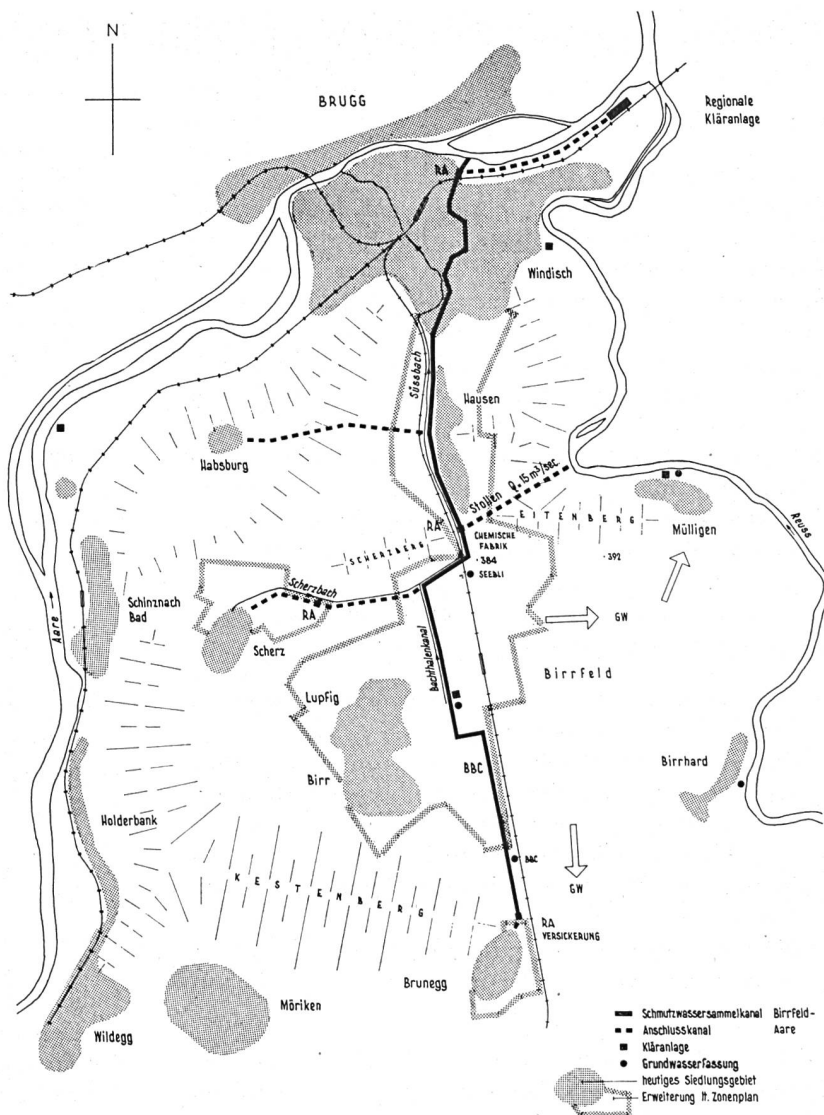 N
BRUGG
Regionale
Kläranlage
RA
Windisch
Süssbach
Hausen
Habsburg
Stollen Q=15 m³/sec
RA
EITENBERG
Mülligen
Reuss
CHEMISCHE
FABRIK
SCHERZBERG
384
392
SEEBLI
Scherzbach
Schinznach
Bad
Aare
RA
GW
Scherz
Bachthalenkanal
Birrfeld
Lupfig
Birr
BBC
Birrhard
Holderbank
KESTENBERG
BBC
GW
RA
VERSICKERUNG
Brunegg
Möriken
Wildegg
Schmutzwassersammelkanal Birrfeld-
Anschlusskanal Aare
Kläranlage
Grundwasserfassung
heutiges Siedlungsgebiet
Erweiterung lt. Zonenplan